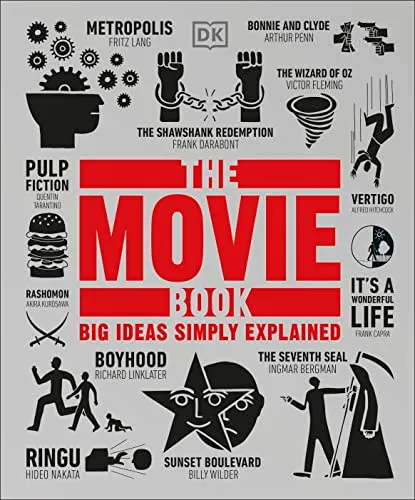 METROPOLIS
FRITZ LANG
DK
BONNIE AND CLYDE
ARTHUR PENN
THE WIZARD OF OZ
VICTOR FLEMING
THE SHAWSHANK REDEMPTION
FRANK DARABONT
PULP
FICTION
QUENTIN
TARANTINO
VERTIGO
ALFRED HITCHCOCK
THE
MOVIE
BOOK
BIG IDEAS SIMPLY EXPLAINED
RASHOMON
AKIRA KUROSAWA
IT'S A
WONDERFUL
LIFE
FRANK CAPRA
BOYHOOD
RICHARD LINKLATER
THE SEVENTH SEAL
INGMAR BERGMAN
RINGU
HIDEO NAKATA
SUNSET BOULEVARD
BILLY WILDER